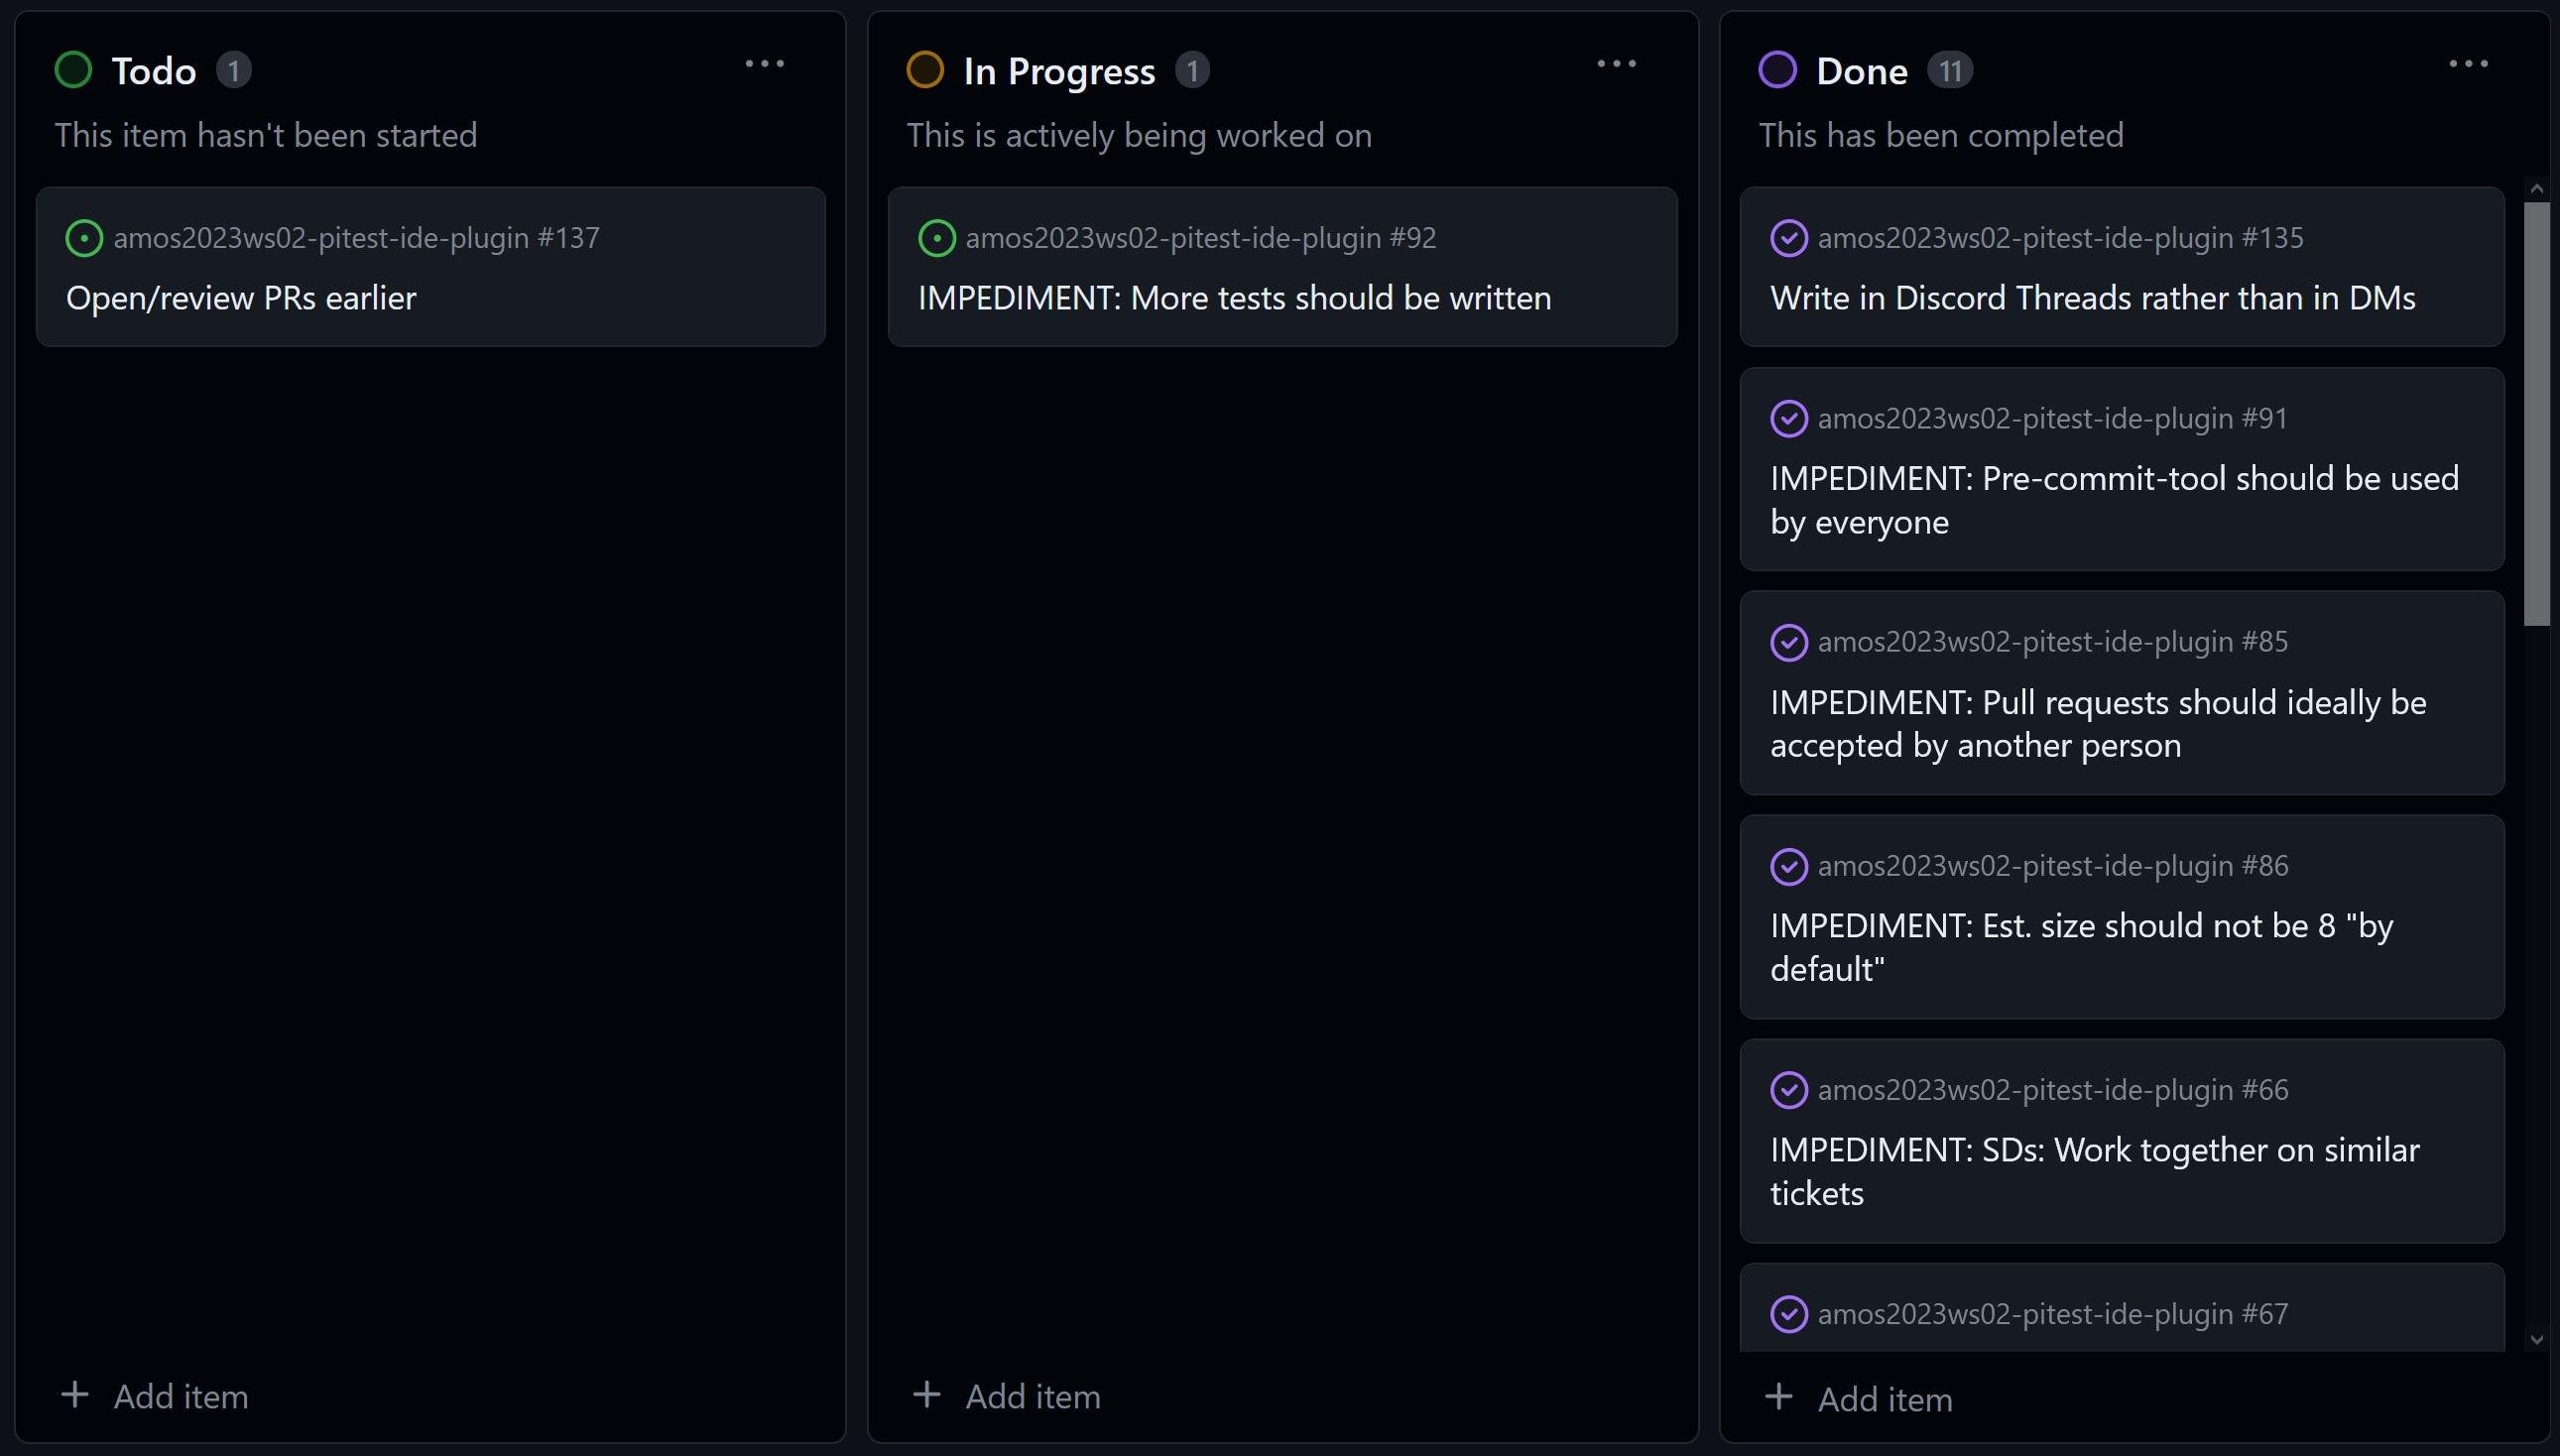 Todo 1
This item hasn't been started
amos2023ws02-pitest-ide-plugin #137
Open/review PRs earlier
Add item
In Progress 1
This is actively being worked on
amos2023ws02-pitest-ide-plugin #92
IMPEDIMENT: More tests should be written
Add item
Done 11
This has been completed
amos2023ws02-pitest-ide-plugin #135
Write in Discord Threads rather than in DMs
amos2023ws02-pitest-ide-plugin #91
IMPEDIMENT: Pre-commit-tool should be used
by everyone
amos2023ws02-pitest-ide-plugin #85
IMPEDIMENT: Pull requests should ideally be
accepted by another person
amos2023ws02-pitest-ide-plugin #86
IMPEDIMENT: Est. size should not be 8 "by
default"
amos2023ws02-pitest-ide-plugin #66
IMPEDIMENT: SDs: Work together on similar
tickets
amos2023ws02-pitest-ide-plugin #67
Add item